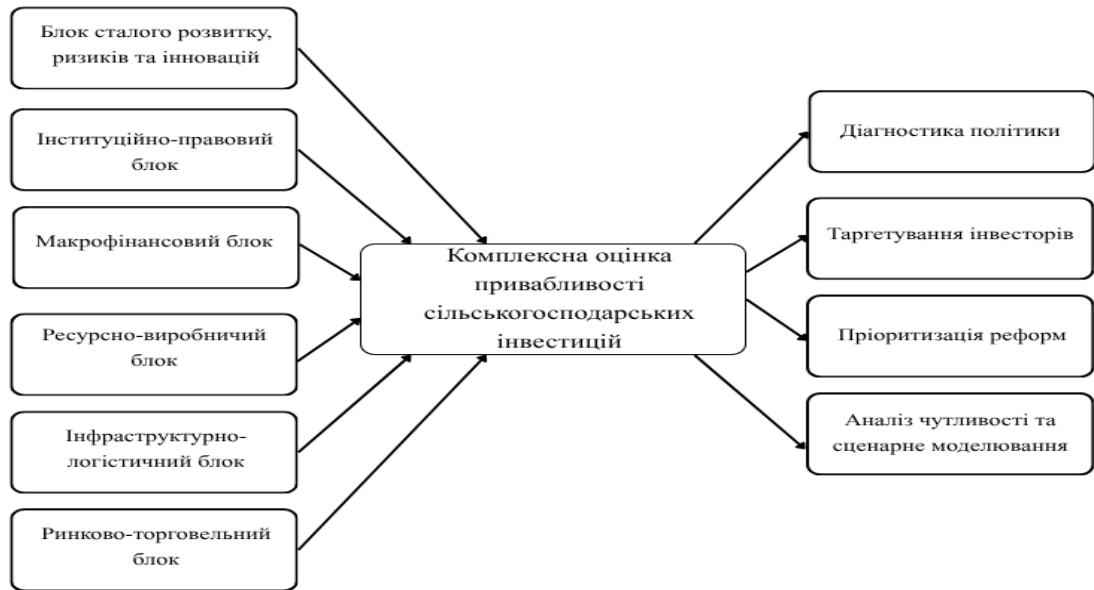 Блок сталого розвитку,
ризиків та інновацій
Інституційно-правовий
блок
Макрофінансовий блок
Ресурсно-виробничий
блок
Інфраструктурно-
логістичний блок
Ринково-торговельний
блок
Комплексна оцінка
привабливості
сільськогосподарських
інвестицій
Діагностика політики
Таргетування інвесторів
Пріоритизація реформ
Аналіз чутливості та
сценарне моделювання